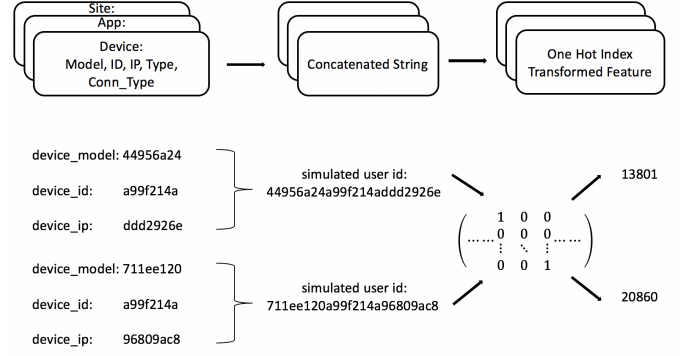 Site:
App:
Device:
Model, ID, IP, Type,
Conn_Type
Concatenated String
One Hot Index
Transformed Feature
device_model: 44956a24
device_id: a99f214a
device_ip: ddd2926e
simulated user id:
44956a24a99f214addd2926e
device_model: 711ee120
device_id: a99f214a
device_ip: 96809ac8
simulated user id:
711ee120a99f214a96809ac8
1 0 0
...... 0 0 0 ......
⋮ ⋱ ⋮
0 0 1
13801
20860